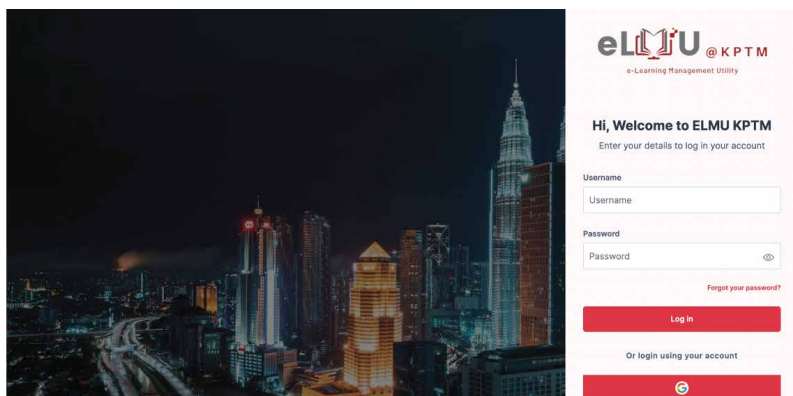 eLMU @KPTM
e-Learning Management Utility
Hi, Welcome to ELMU KPTM
Enter your details to log in your account
Username
Username
Password
Password
Forgot your password?
Log in
Or login using your account
G